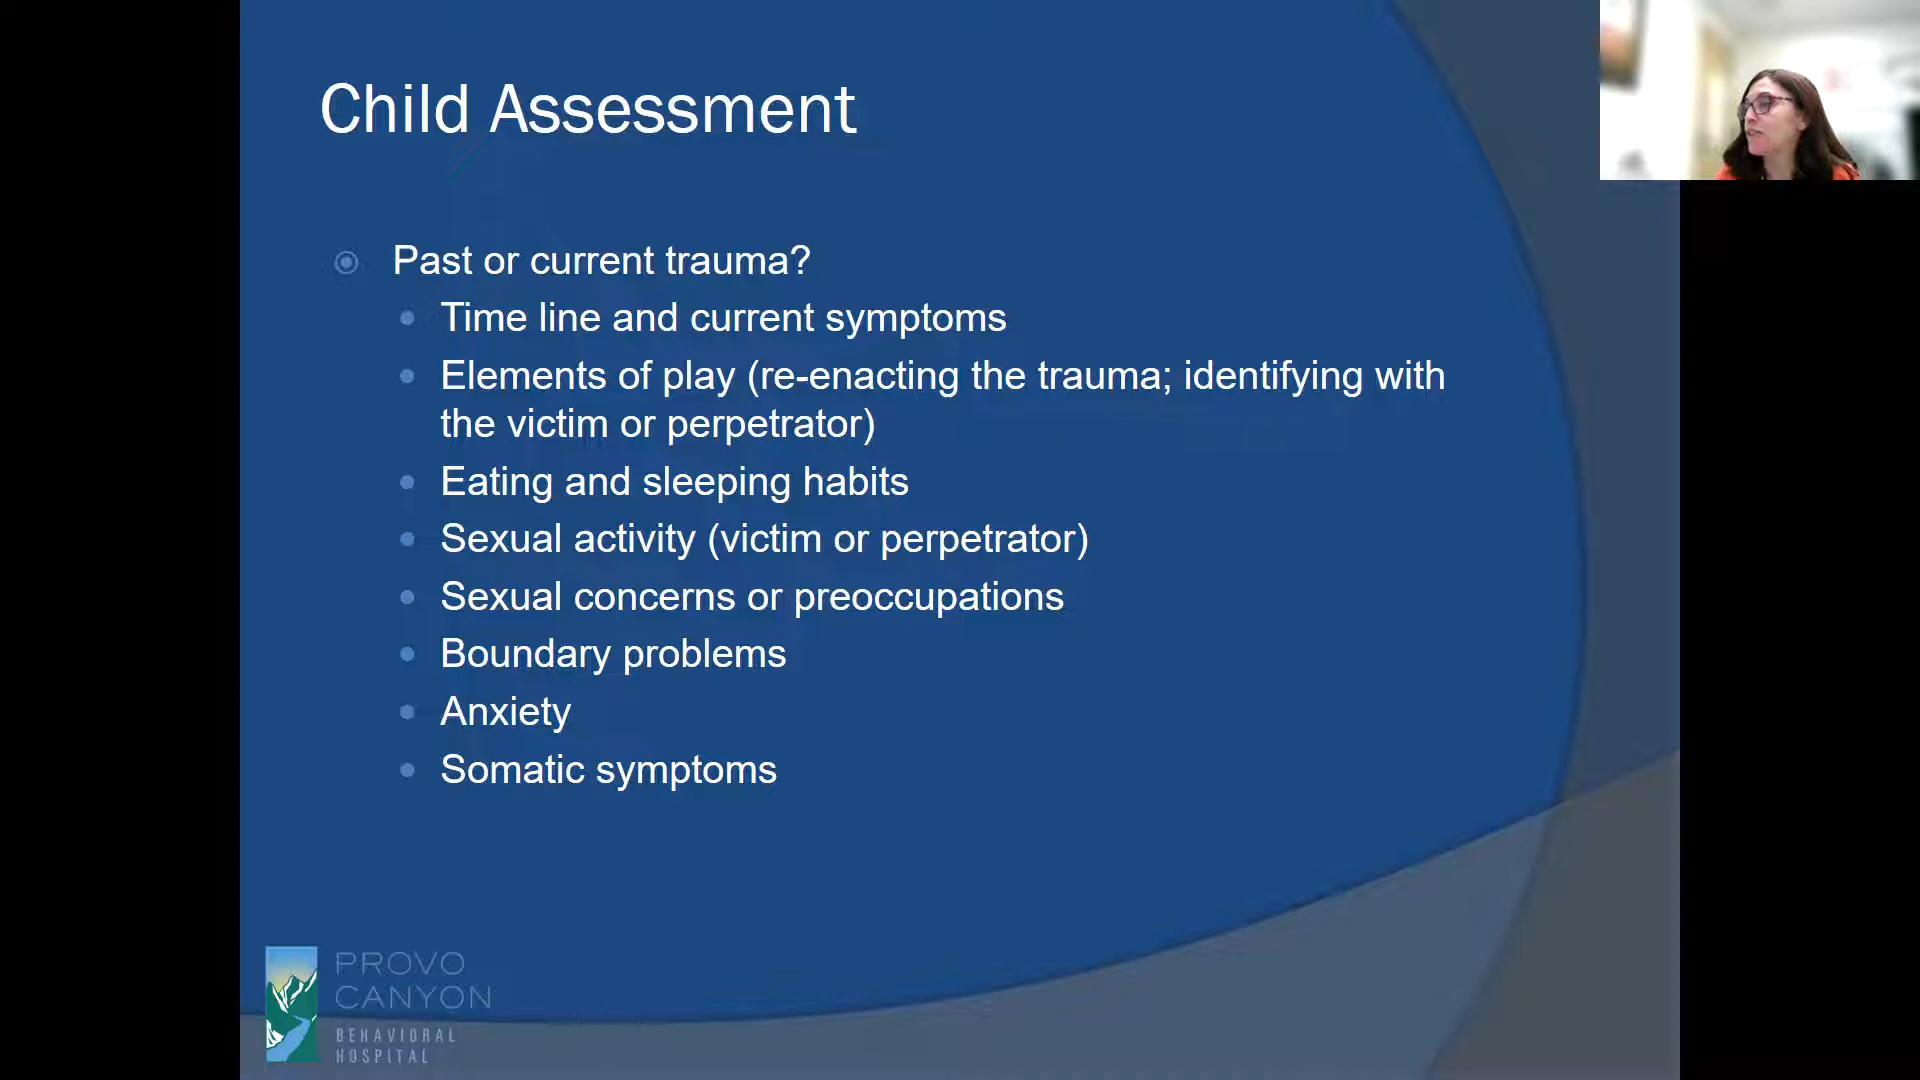 Child Assessment
Past or current trauma?
Time line and current symptoms
Elements of play (re-enacting the trauma; identifying with
the victim or perpetrator)
Eating and sleeping habits
Sexual activity (victim or perpetrator)
Sexual concerns or preoccupations
Boundary problems
Anxiety
Somatic symptoms
PROVO
CANYON
BEHAVIORAL
HOSPITAL